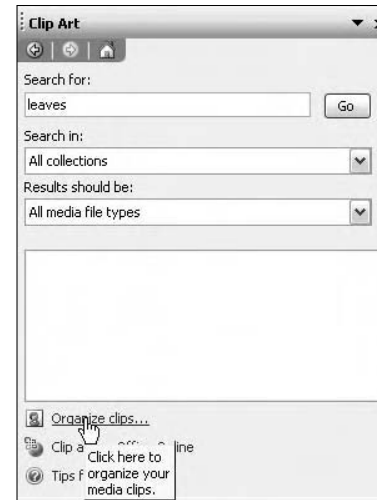 Clip Art
Search for:
leaves
Go
Search in:
All collections
Results should be:
All media file types
Organize clips...
Clip a
ine
Tips f
Click here to
organize your
media clips.